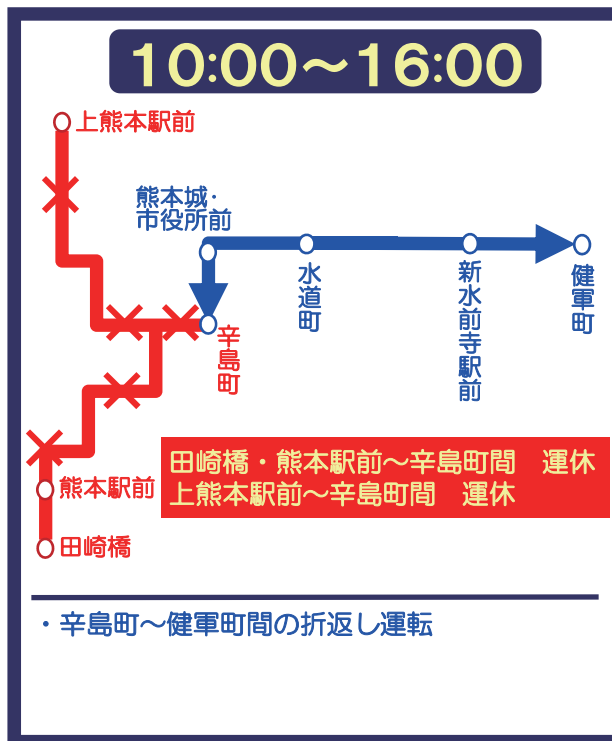 10:00～16:00
上熊本駅前
熊本城・
市役所前
水道町
新水前寺駅前
健軍町
辛島町
田崎橋・熊本駅前～辛島町間　運休
上熊本駅前～辛島町間　運休
熊本駅前
田崎橋
・辛島町～健軍町間の折返し運転